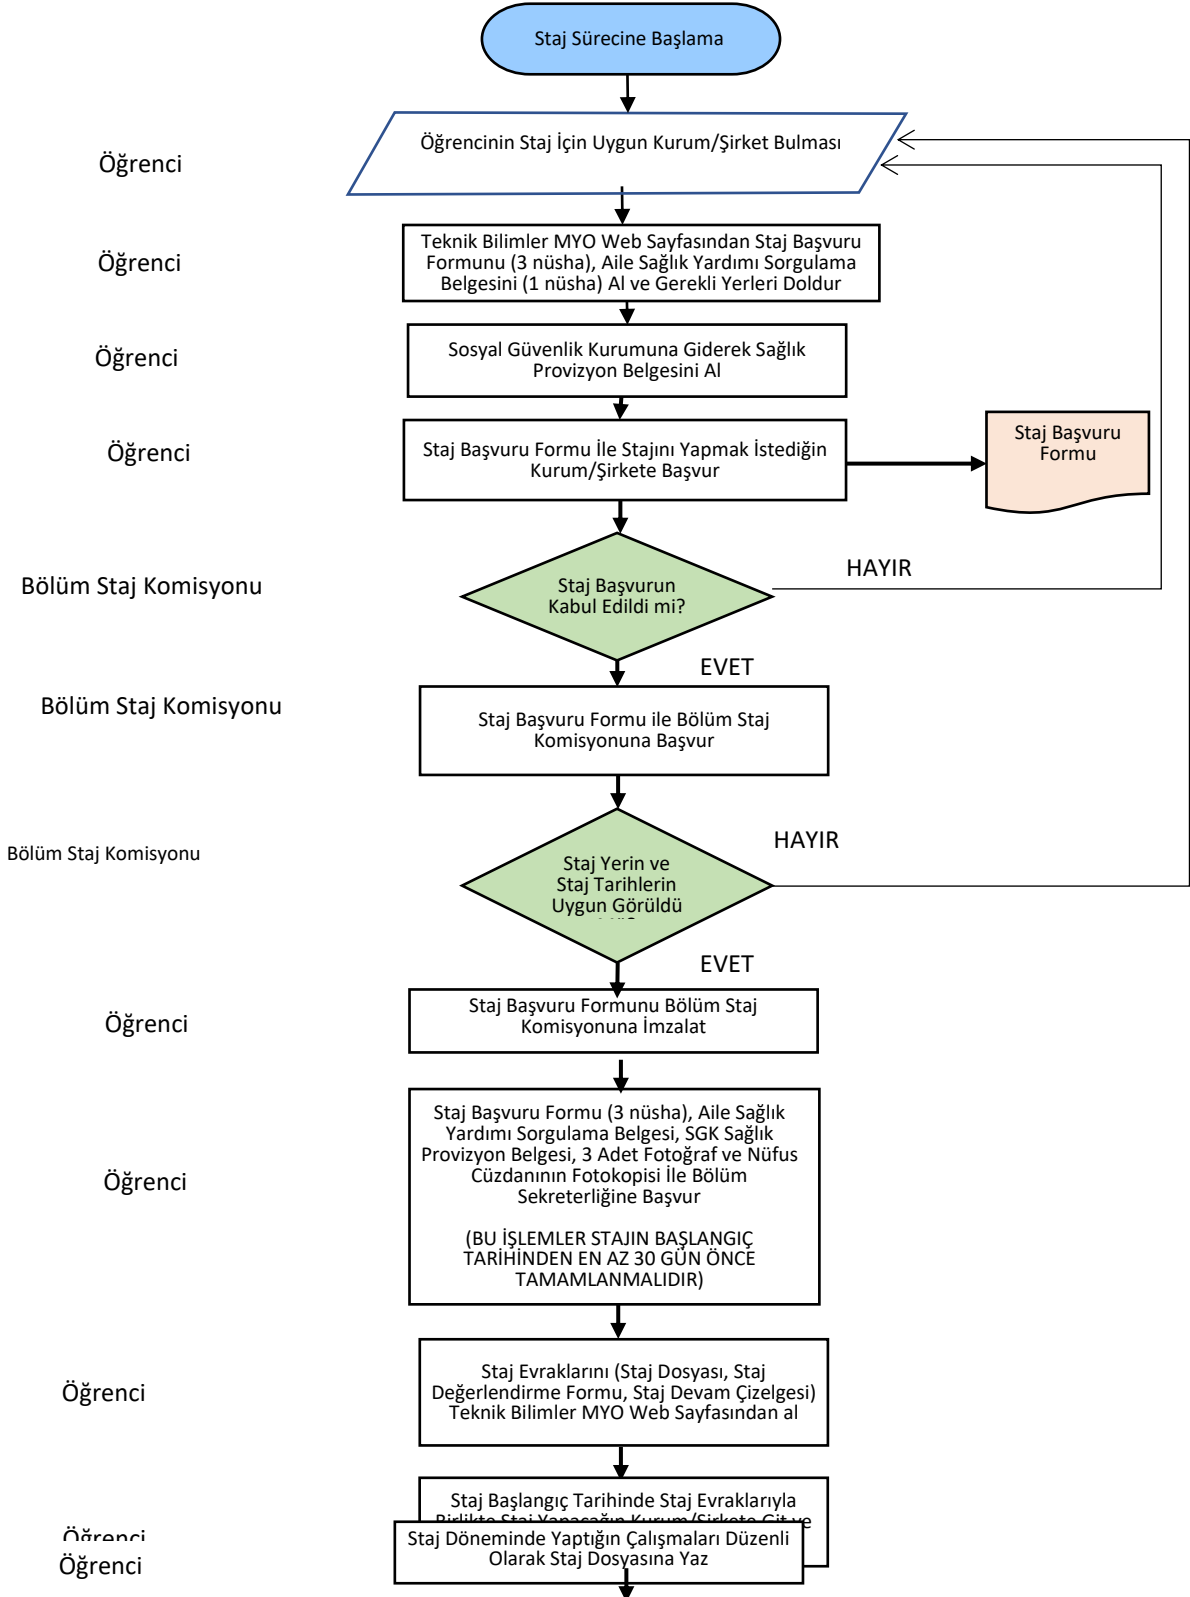 Staj Sürecine Başlama
Öğrenci
Öğrencinin Staj İçin Uygun Kurum/Şirket Bulması
Öğrenci
Teknik Bilimler MYO Web Sayfasından Staj Başvuru
Formunu (3 nüsha), Aile Sağlık Yardımı Sorgulama
Belgesini (1 nüsha) Al ve Gerekli Yerleri Doldur
Öğrenci
Sosyal Güvenlik Kurumuna Giderek Sağlık
Provizyon Belgesini Al
Öğrenci
Staj Başvuru Formu İle Stajını Yapmak İstediğin
Kurum/Şirkete Başvur
Staj Başvuru
Formu
Bölüm Staj Komisyonu
Staj Başvurun
Kabul Edildi mi?
HAYIR
EVET
Bölüm Staj Komisyonu
Staj Başvuru Formu ile Bölüm Staj
Komisyonuna Başvur
Bölüm Staj Komisyonu
Staj Yerin ve
Staj Tarihlerin
Uygun Görüldü
HAYIR
EVET
Öğrenci
Staj Başvuru Formunu Bölüm Staj
Komisyonuna İmzalat
Öğrenci
Staj Başvuru Formu (3 nüsha), Aile Sağlık
Yardımı Sorgulama Belgesi, SGK Sağlık
Provizyon Belgesi, 3 Adet Fotoğraf ve Nüfus
Cüzdanının Fotokopisi İle Bölüm
Sekreterliğine Başvur
(BU İŞLEMLER STAJIN BAŞLANGIÇ
TARİHİNDEN EN AZ 30 GÜN ÖNCE
TAMAMLANMALIDIR)
Öğrenci
Staj Evraklarını (Staj Dosyası, Staj
Değerlendirme Formu, Staj Devam Çizelgesi)
Teknik Bilimler MYO Web Sayfasından al
Öğrenci
Staj Başlangıç Tarihinde Staj Evraklarıyla
Birlikte Staj Yapacağın Kurum/Şirkete Git ve
Öğrenci
Staj Döneminde Yaptığın Çalışmaları Düzenli
Olarak Staj Dosyasına Yaz